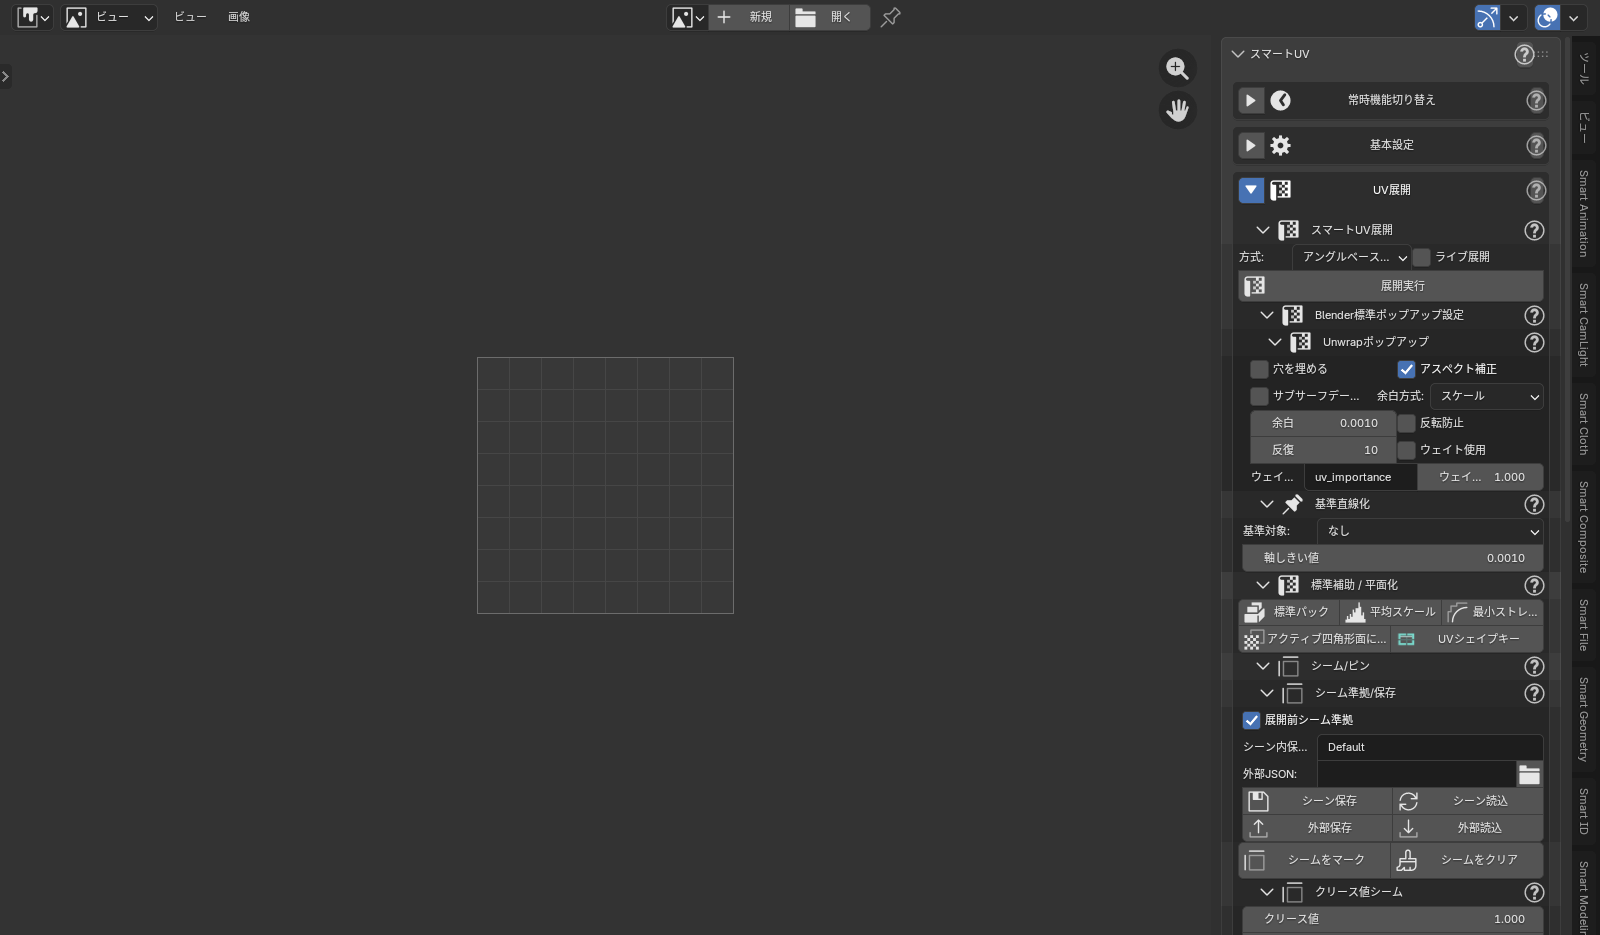 ビュー ビュー 画像 新規 開く
スマートUV
常時機能切り替え
基本設定
UV展開
スマートUV展開
方式: アングルベース... ライブ展開
展開実行
Blender標準ポップアップ設定
Unwrapポップアップ
穴を埋める アスペクト補正
サブサーフデー... 余白方式: スケール
余白 0.0010 反転防止
反復 10 ウェイト使用
ウェイ... uv_importance ウェイ... 1.000
基準直線化
基準対象: なし
軸しきい値 0.0010
標準補助 / 平面化
標準パック 平均スケール 最小ストレ...
アクティブ四角形面に... UVシェイプキー
シーム/ピン
シーム準拠/保存
展開前シーム準拠
シーン内保... Default
外部JSON:
シーン保存 シーン読込
外部保存 外部読込
シームをマーク シームをクリア
クリース値シーム
クリース値 1.000
ツール
ビュー
Smart Animation
Smart CamLight
Smart Cloth
Smart Composite
Smart File
Smart Geometry
Smart ID